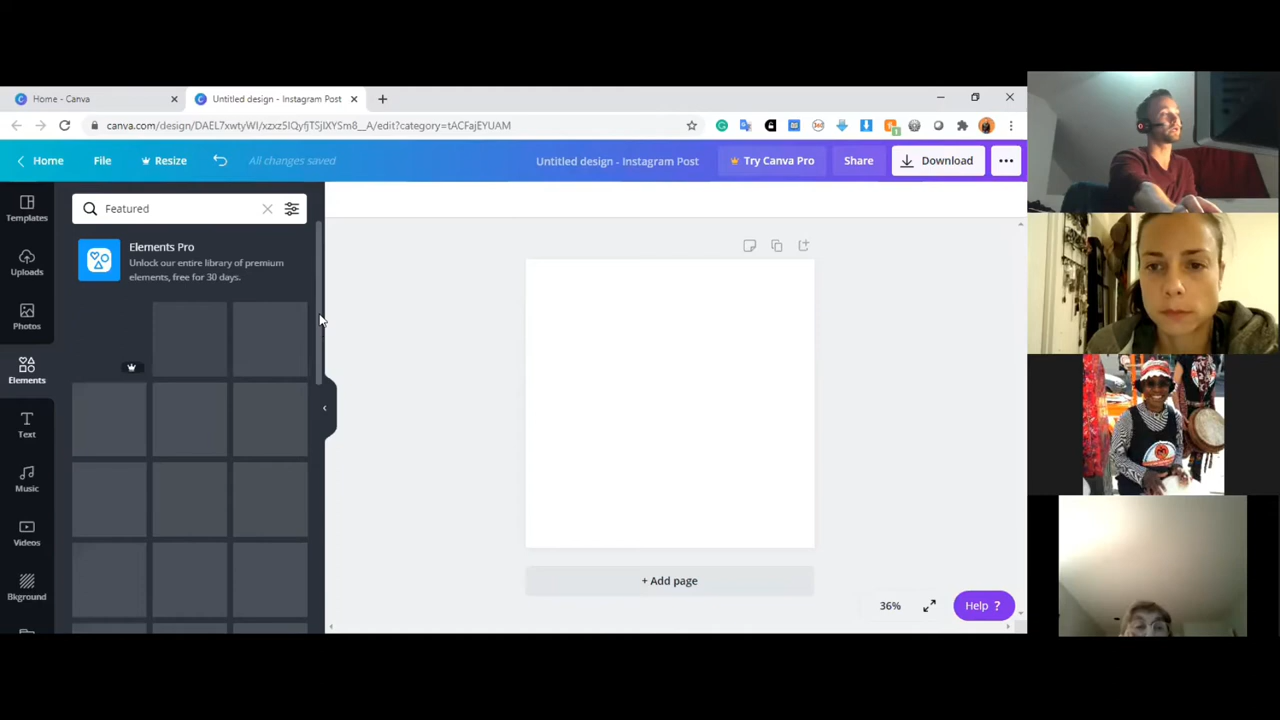 Home - Canva
Untitled design - Instagram Post
canva.com/design/DAEL7xwtyWI/xzxz5IQyfjTSjIXYSm8__A/edit?category=tACFajEYUAM
Home
File
Resize
All changes saved
Untitled design - Instagram Post
Try Canva Pro
Share
Download
Templates
Uploads
Photos
Elements
Text
Music
Videos
Bkground
Featured
Elements Pro
Unlock our entire library of premium
elements, free for 30 days.
+ Add page
36%
Help ?